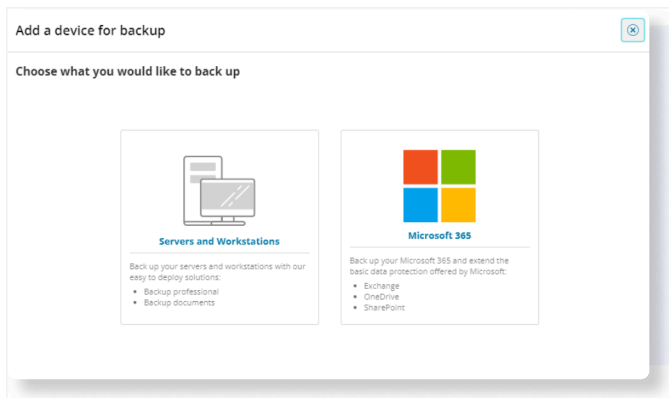 Add a device for backup
Choose what you would like to back up
Servers and Workstations
Back up your servers and workstations with our
easy to deploy solutions:
Backup professional
Backup documents
Microsoft 365
Back up your Microsoft 365 and extend the
basic data protection offered by Microsoft:
Exchange
OneDrive
SharePoint